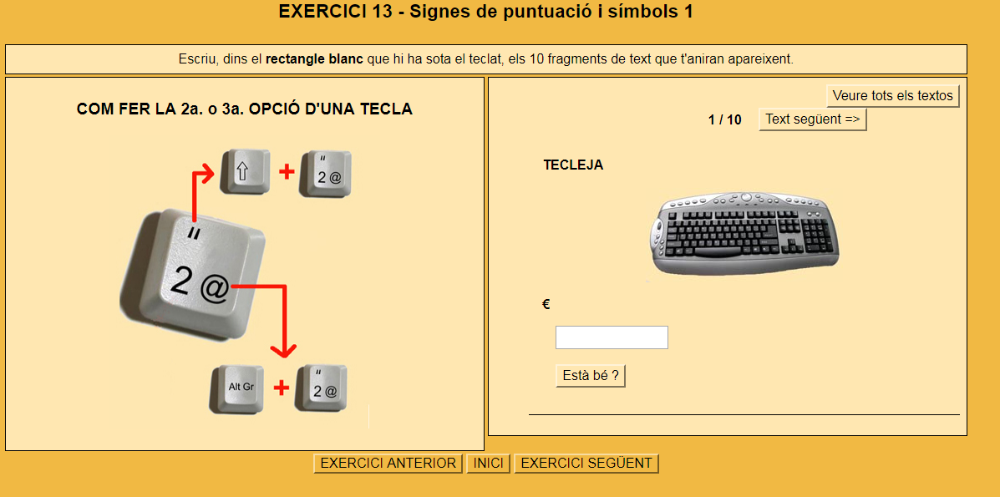 EXERCICI 13 - Signes de puntuació i símbols 1
Escriu, dins el rectangle blanc que hi ha sota el teclat, els 10 fragments de text que t'aniran apareixent.
COM FER LA 2a. o 3a. OPCIÓ D'UNA TECLA
⇧ + " 2 @
"
2 @
Alt Gr + " 2 @
Veure tots els textos
1 / 10 Text següent =>
TECLEJA
€
Està bé ?
EXERCICI ANTERIOR INICI EXERCICI SEGÜENT